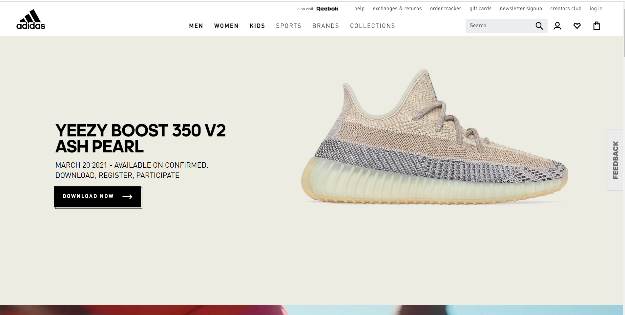 Reebok help exchanges & returns order tracker gift cards newsletter signup creators club log in
adidas
MEN WOMEN KIDS SPORTS BRANDS COLLECTIONS
Search
YEEZY BOOST 350 V2
ASH PEARL
MARCH 20 2021 - AVAILABLE ON CONFIRMED.
DOWNLOAD, REGISTER, PARTICIPATE
DOWNLOAD NOW
FEEDBACK